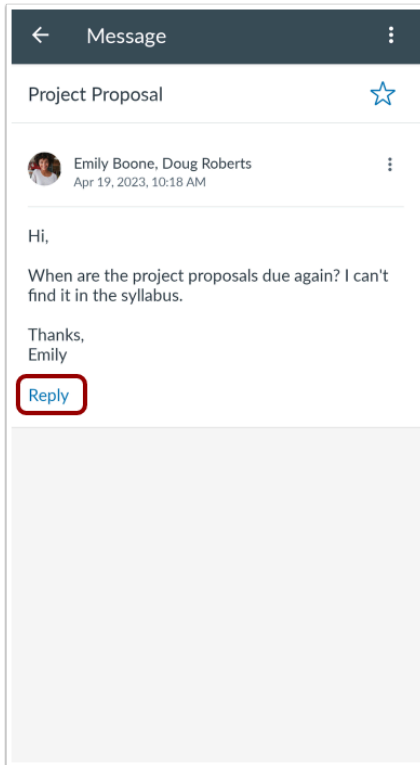 Message
Project Proposal
Emily Boone, Doug Roberts
Apr 19, 2023, 10:18 AM
Hi,
When are the project proposals due again? I can't
find it in the syllabus.
Thanks,
Emily
Reply